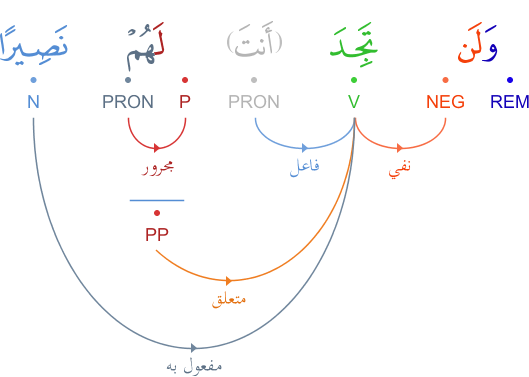 وَلَن تَجِدَ (أَنتَ) لَهُمْ نَصِيرًا
REM NEG V PRON P PRON N
نفي فاعل مجرور
PP
متعلق
مفعول به